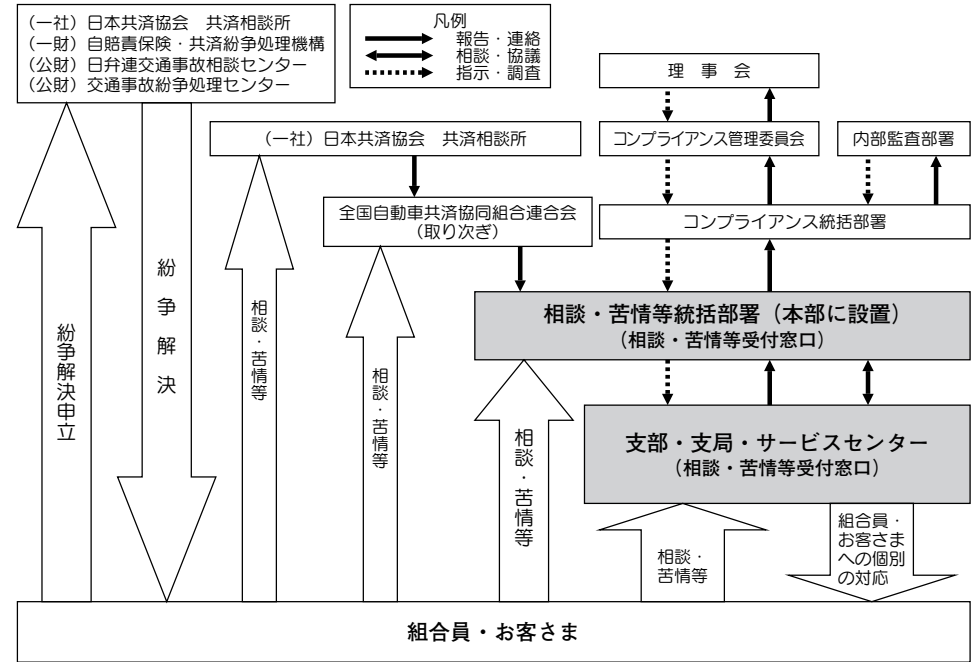 （一社）日本共済協会　共済相談所
（一財）自賠責保険・共済紛争処理機構
（公財）日弁連交通事故相談センター
（公財）交通事故紛争処理センター
凡例
報告・連絡
相談・協議
指示・調査
理　事　会
（一社）日本共済協会　共済相談所
コンプライアンス管理委員会
内部監査部署
全国自動車共済協同組合連合会
（取り次ぎ）
コンプライアンス統括部署
相談・苦情等統括部署（本部に設置）
（相談・苦情等受付窓口）
支部・支局・サービスセンター
（相談・苦情等受付窓口）
紛争解決申立
紛争解決
相談・苦情等
相談・苦情等
相談・苦情等
相談・
苦情等
組合員・
お客さま
への個別
の対応
組合員・お客さま